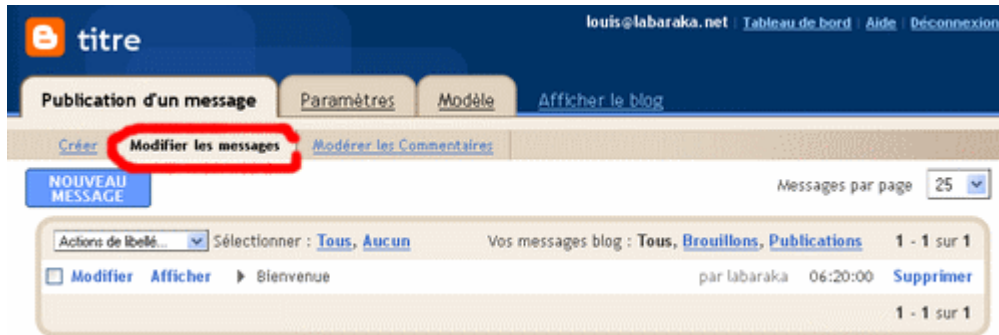 louis@labaraka.net | Tableau de bord | Aide | Déconnexion
titre
Publication d'un message Paramètres Modèle Afficher le blog
Créer Modifier les messages Modérer les Commentaires
NOUVEAU
MESSAGE
Messages par page 25
Actions de libellé... Sélectionner : Tous, Aucun Vos messages blog : Tous, Brouillons, Publications 1 - 1 sur 1
Modifier Afficher Bienvenue par labaraka 06:20:00 Supprimer
1 - 1 sur 1